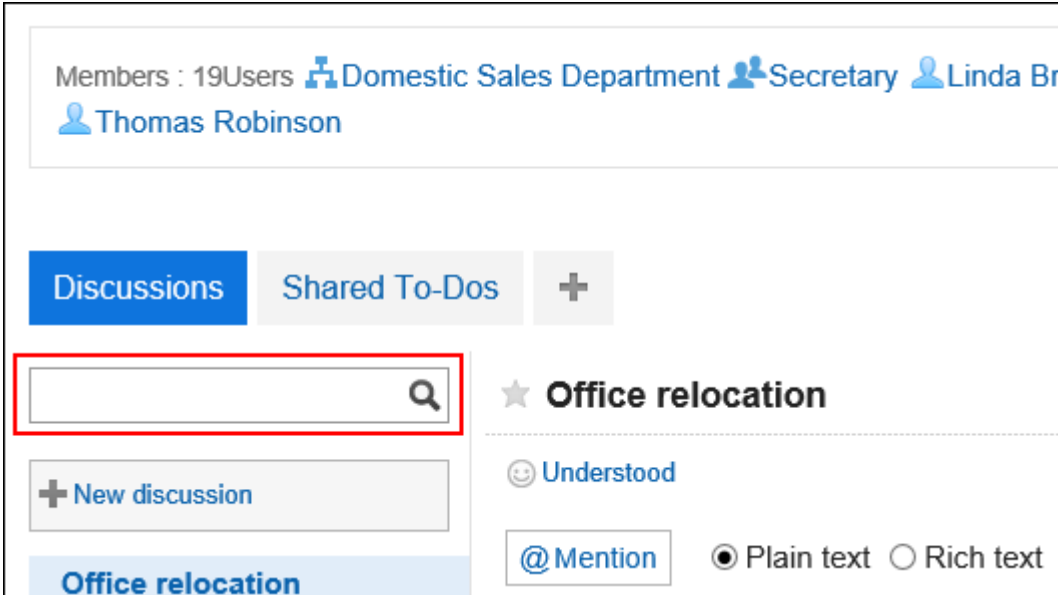 Members : 19Users Domestic Sales Department Secretary Linda
Thomas Robinson
Discussions Shared To-Dos
Office relocation
Understood
New discussion
@Mention Plain text Rich text
Office relocation